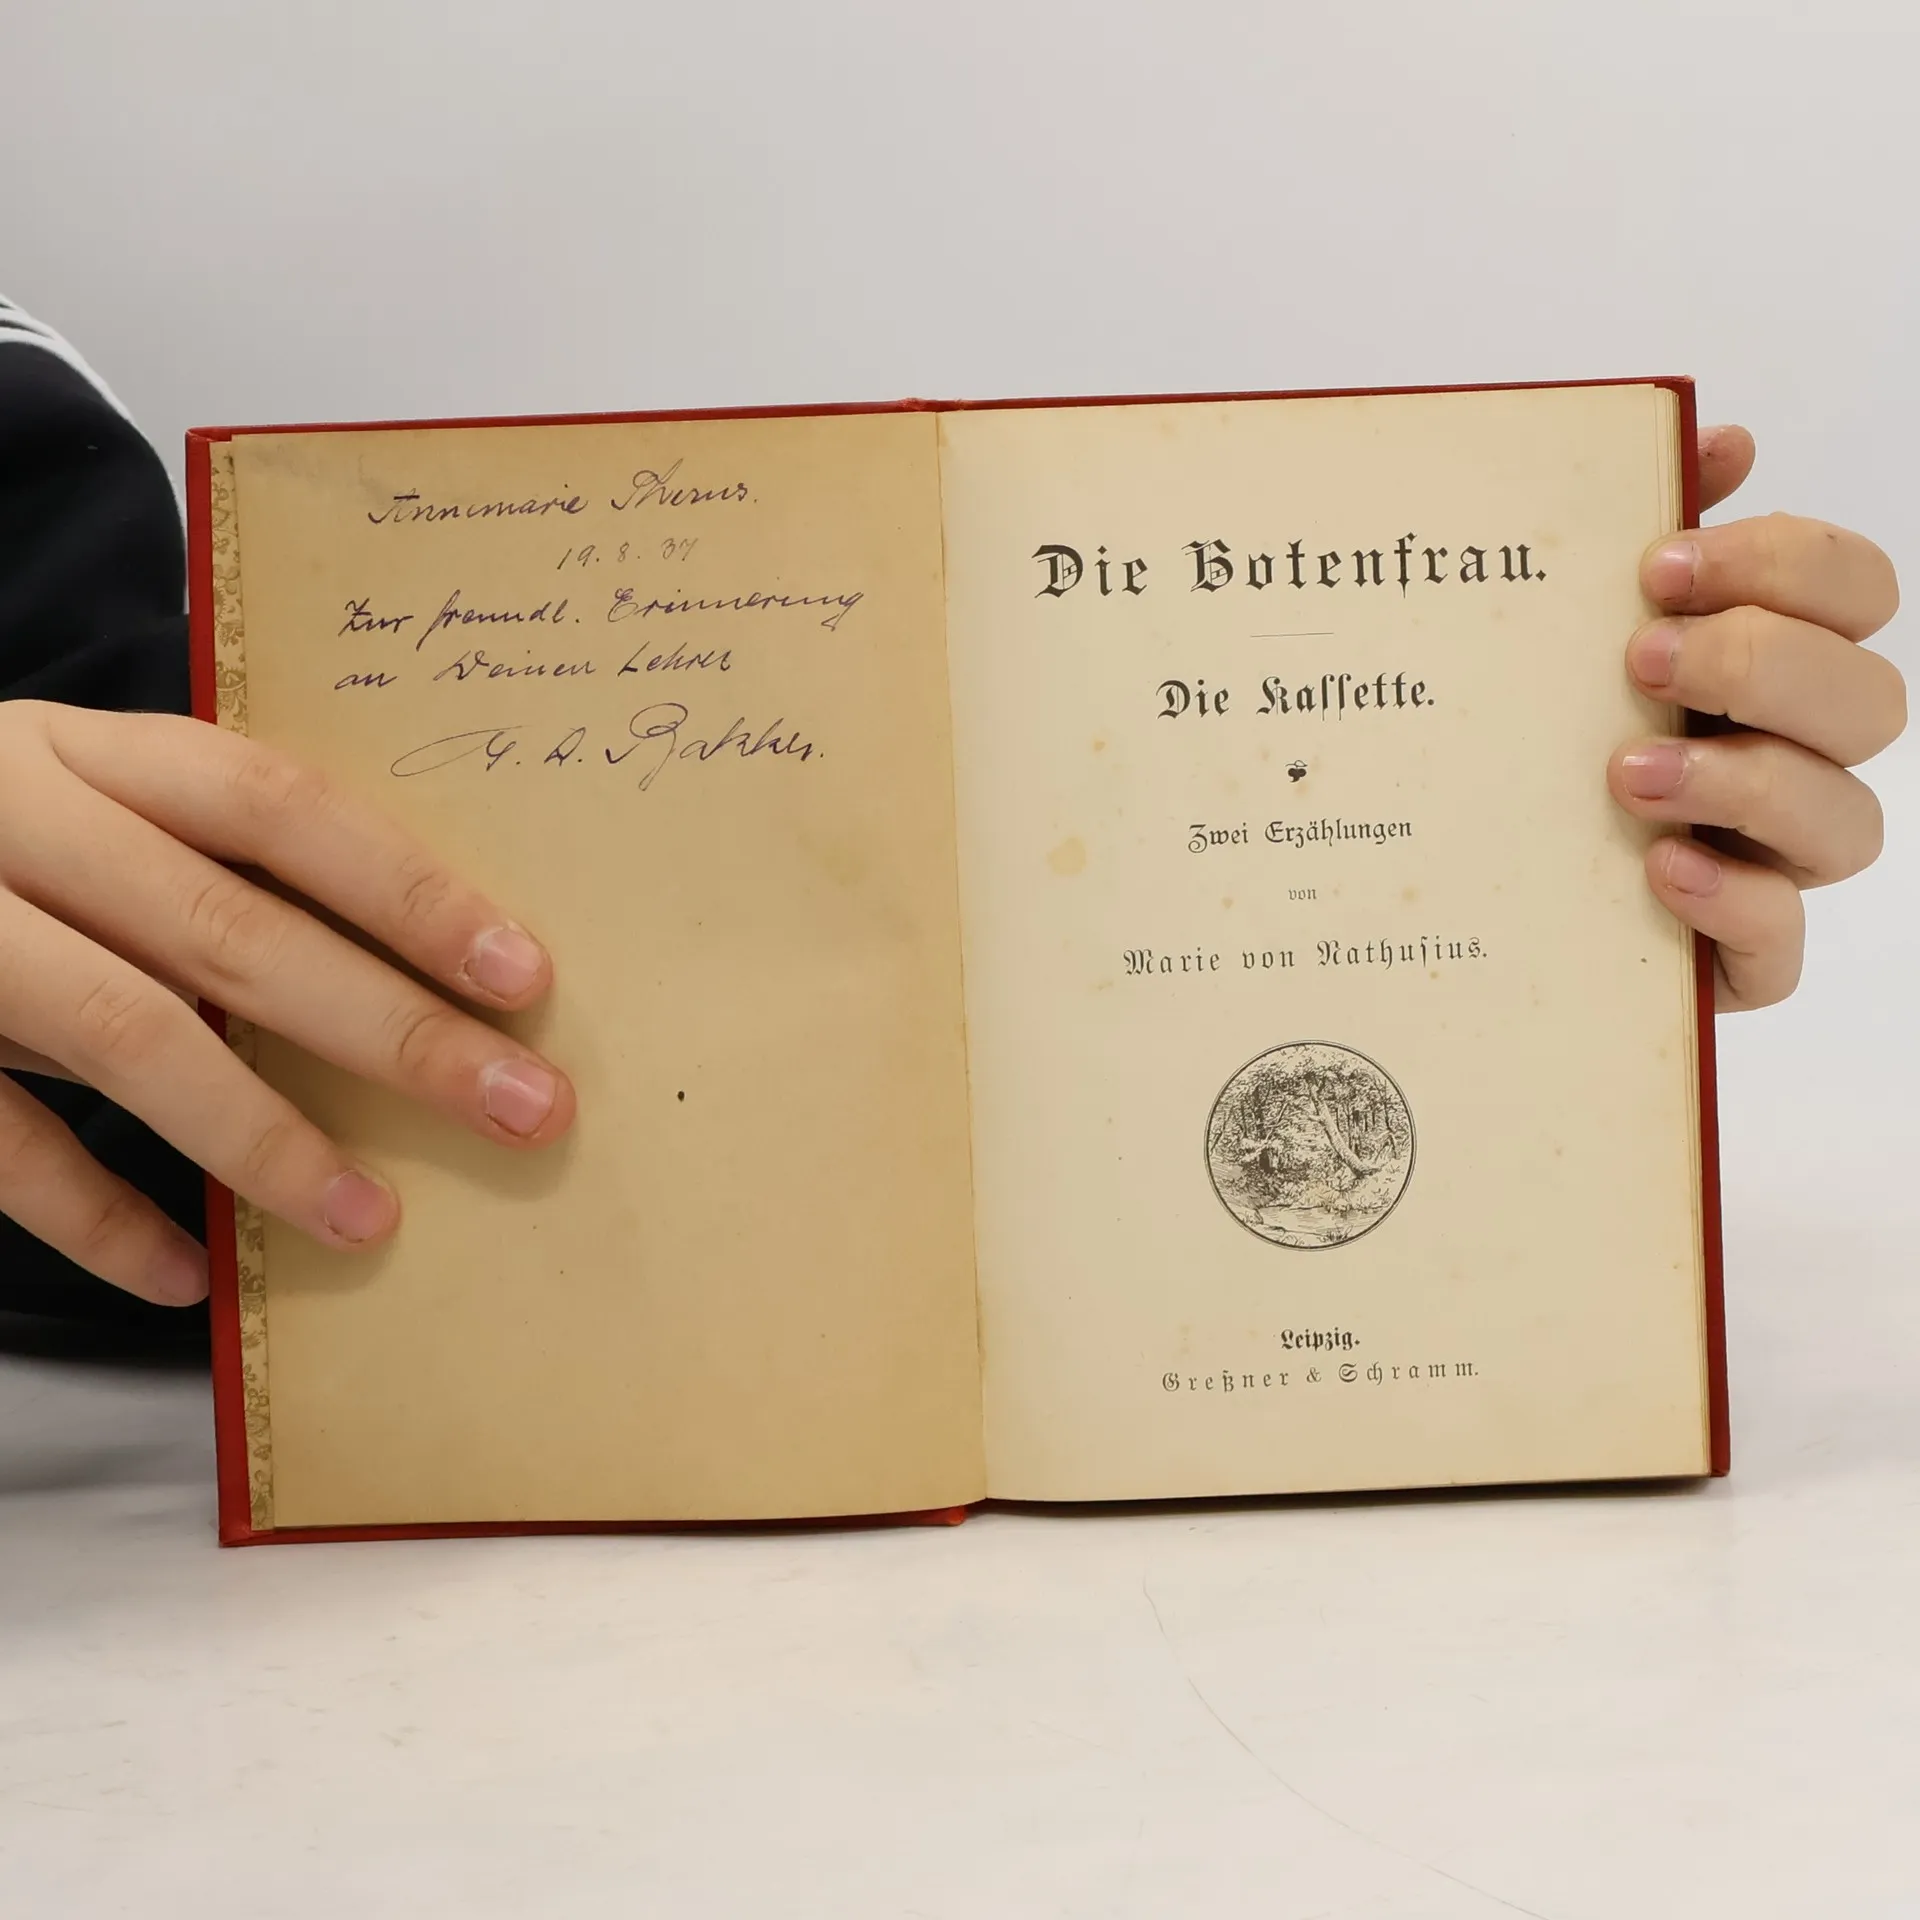 Annemarie
19. 8. 37
Zur freundl. Erinnerung
an Deinen Lehrer
Bakker.
Die Botenfrau.
Die Kassette.
Zwei Erzählungen
von
Marie von Nathusius.
Leipzig.
Greßner & Schramm.